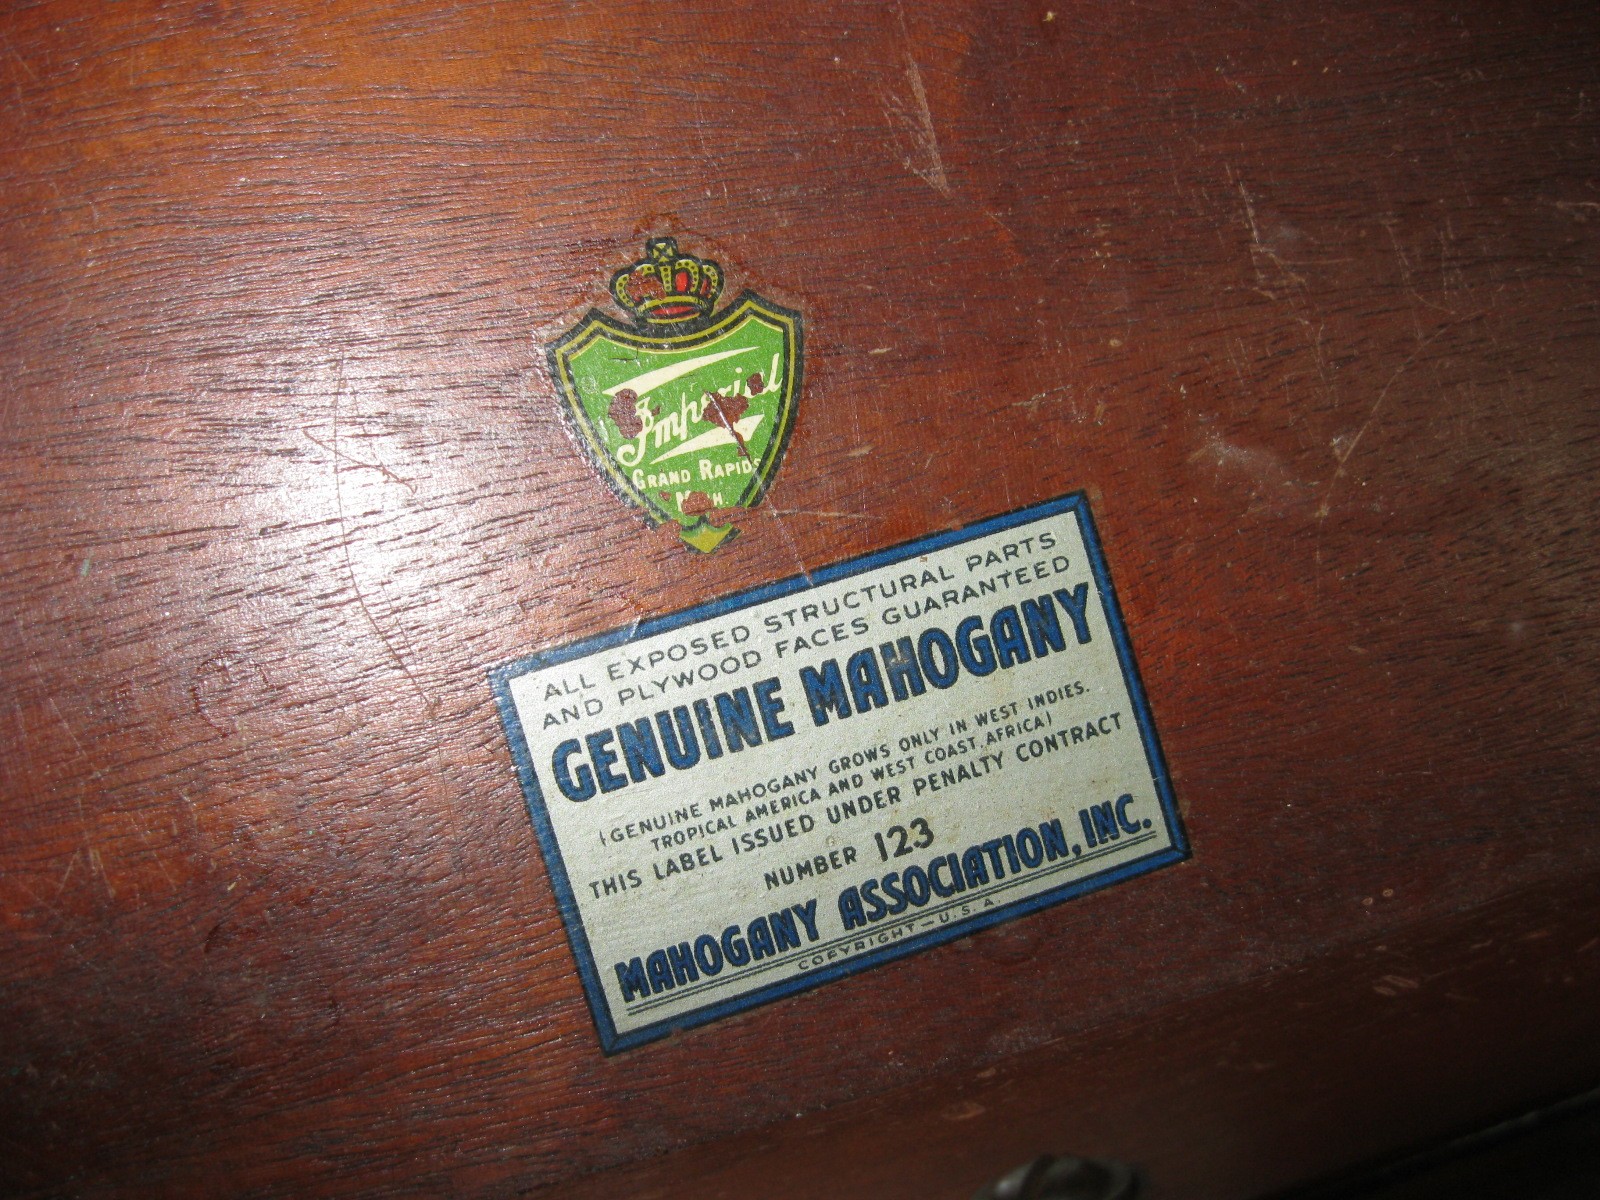 Imperial
GRAND RAPIDS
ALL EXPOSED STRUCTURAL PARTS
AND PLYWOOD FACES GUARANTEED
GENUINE MAHOGANY
(GENUINE MAHOGANY GROWS ONLY IN WEST INDIES.
TROPICAL AMERICA AND WEST COAST, AFRICA)
THIS LABEL ISSUED UNDER PENALTY CONTRACT
NUMBER 123
MAHOGANY ASSOCIATION, INC.
COPYRIGHT-U.S.A.